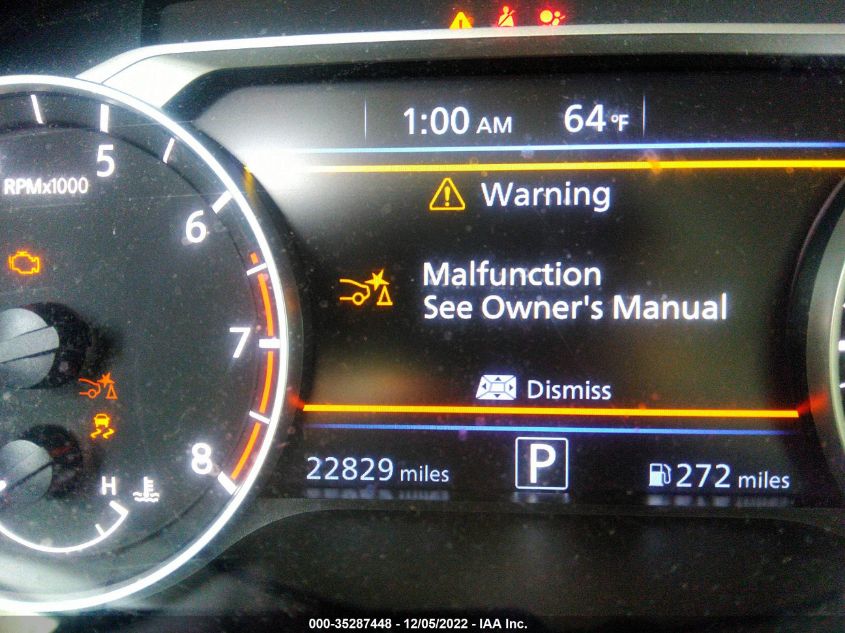 1:00 AM 64°F
5
RPMx1000
Warning
6
Malfunction
See Owner's Manual
7
Dismiss
8
22829 miles P 272 miles
H
000-35287448 - 12/05/2022 - IAA Inc.